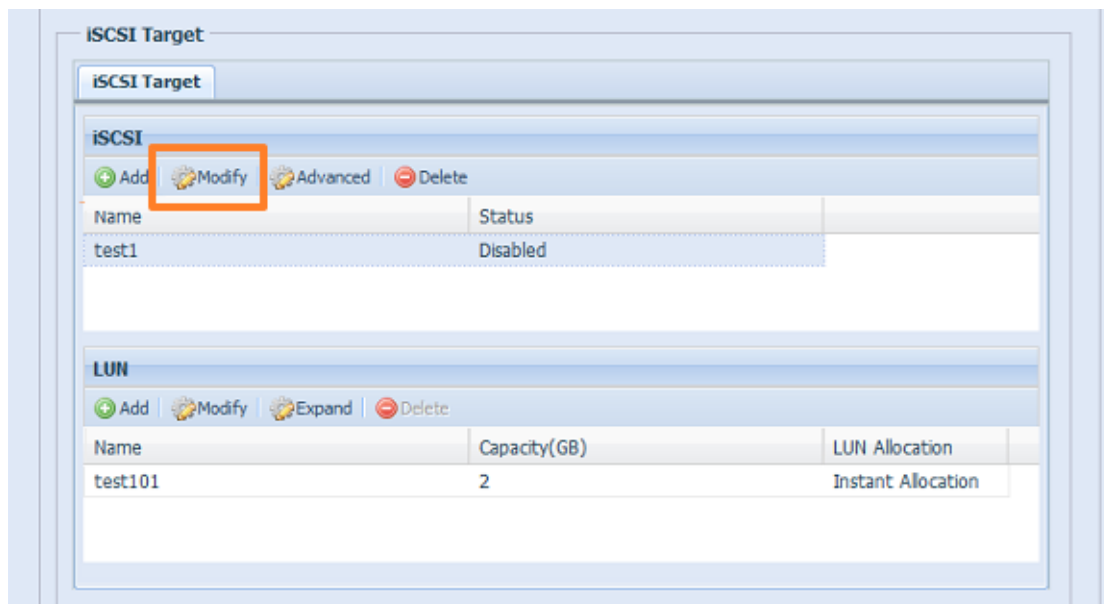 iSCSI Target
iSCSI Target
iSCSI
Add Modify Advanced Delete
Name Status
test1 Disabled
LUN
Add Modify Expand Delete
Name Capacity(GB) LUN Allocation
test101 2 Instant Allocation